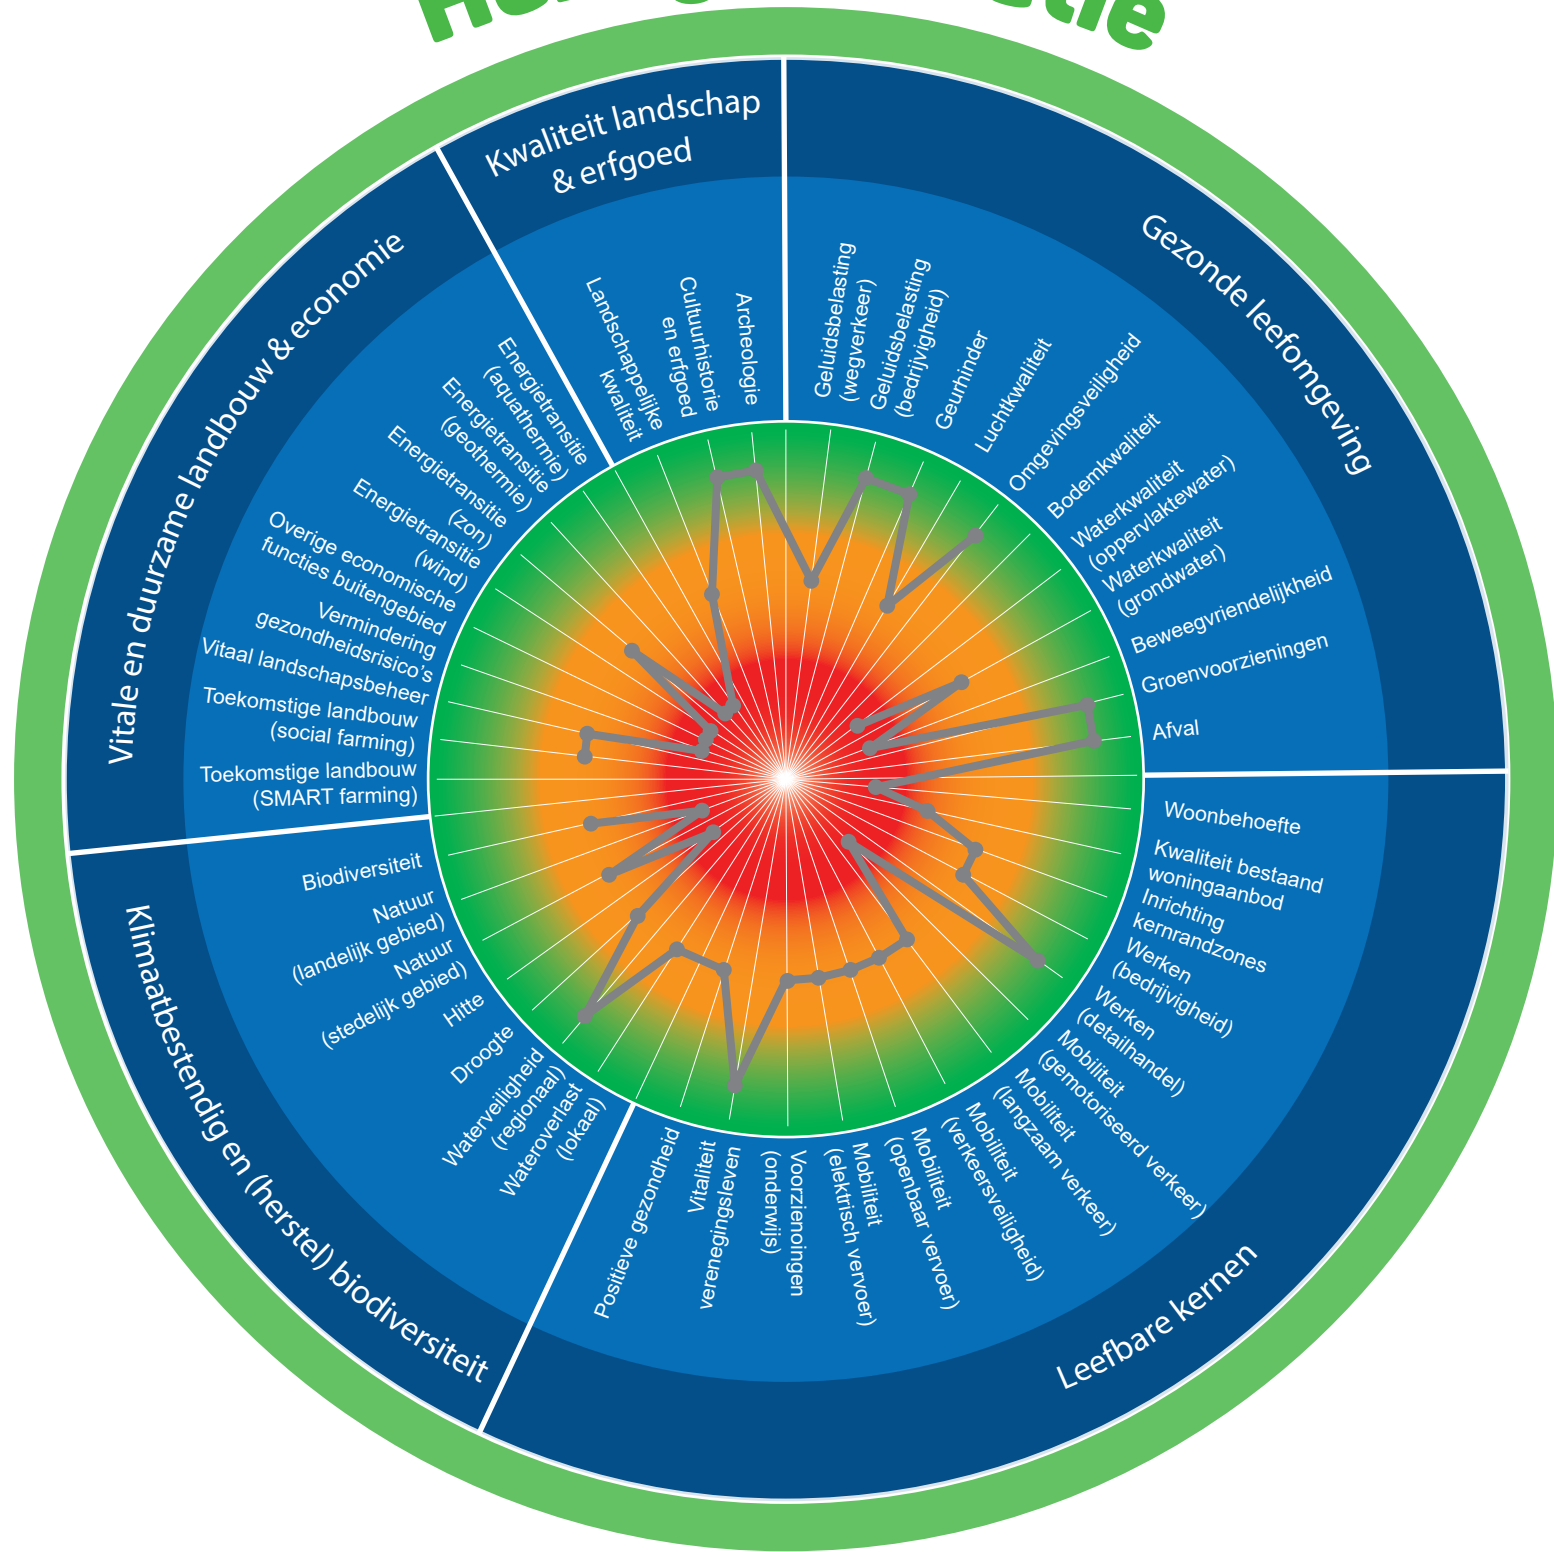 Kwaliteit landschap
& erfgoed
Gezonde leefomgeving
Leefbare kernen
Klimaatbestendig en (herstel) biodiversiteit
Vitale en duurzame landbouw & economie
Landschappelijke
kwaliteit
Cultuurhistorie
en erfgoed
Archeologie
Geluidsbelasting
(wegverkeer)
Geluidsbelasting
(bedrijvigheid)
Geurhinder
Luchtkwaliteit
Omgevingsveiligheid
Bodemkwaliteit
Waterkwaliteit
(oppervlaktewater)
Waterkwaliteit
(grondwater)
Beweegvriendelijkheid
Groenvoorzieningen
Afval
Woonbehoefte
Kwaliteit bestaand
woningaanbod
Inrichting
kernrandzones
Werken
(bedrijvigheid)
Werken
(detailhandel)
Mobiliteit
(gemotoriseerd verkeer)
Mobiliteit
(langzaam verkeer)
Mobiliteit
(verkeersveiligheid)
Mobiliteit
(openbaar vervoer)
Mobiliteit
(elektrisch vervoer)
Voorzienoingen
(onderwijs)
Vitaliteit
verenegingsleven
Positieve gezondheid
Wateroverlast
(lokaal)
Waterveiligheid
(regionaal)
Droogte
Hitte
Natuur
(stedelijk gebied)
Natuur
(landelijk gebied)
Biodiversiteit
Toekomstige landbouw
(SMART farming)
Toekomstige landbouw
(social farming)
Vitaal landschapsbeheer
Vermindering
gezondheidsrisico's
Overige economische
functies buitengebied
Energietransitie
(wind)
Energietransitie
(zon)
Energietransitie
(geothermie)
Energietransitie
(aquathermie)